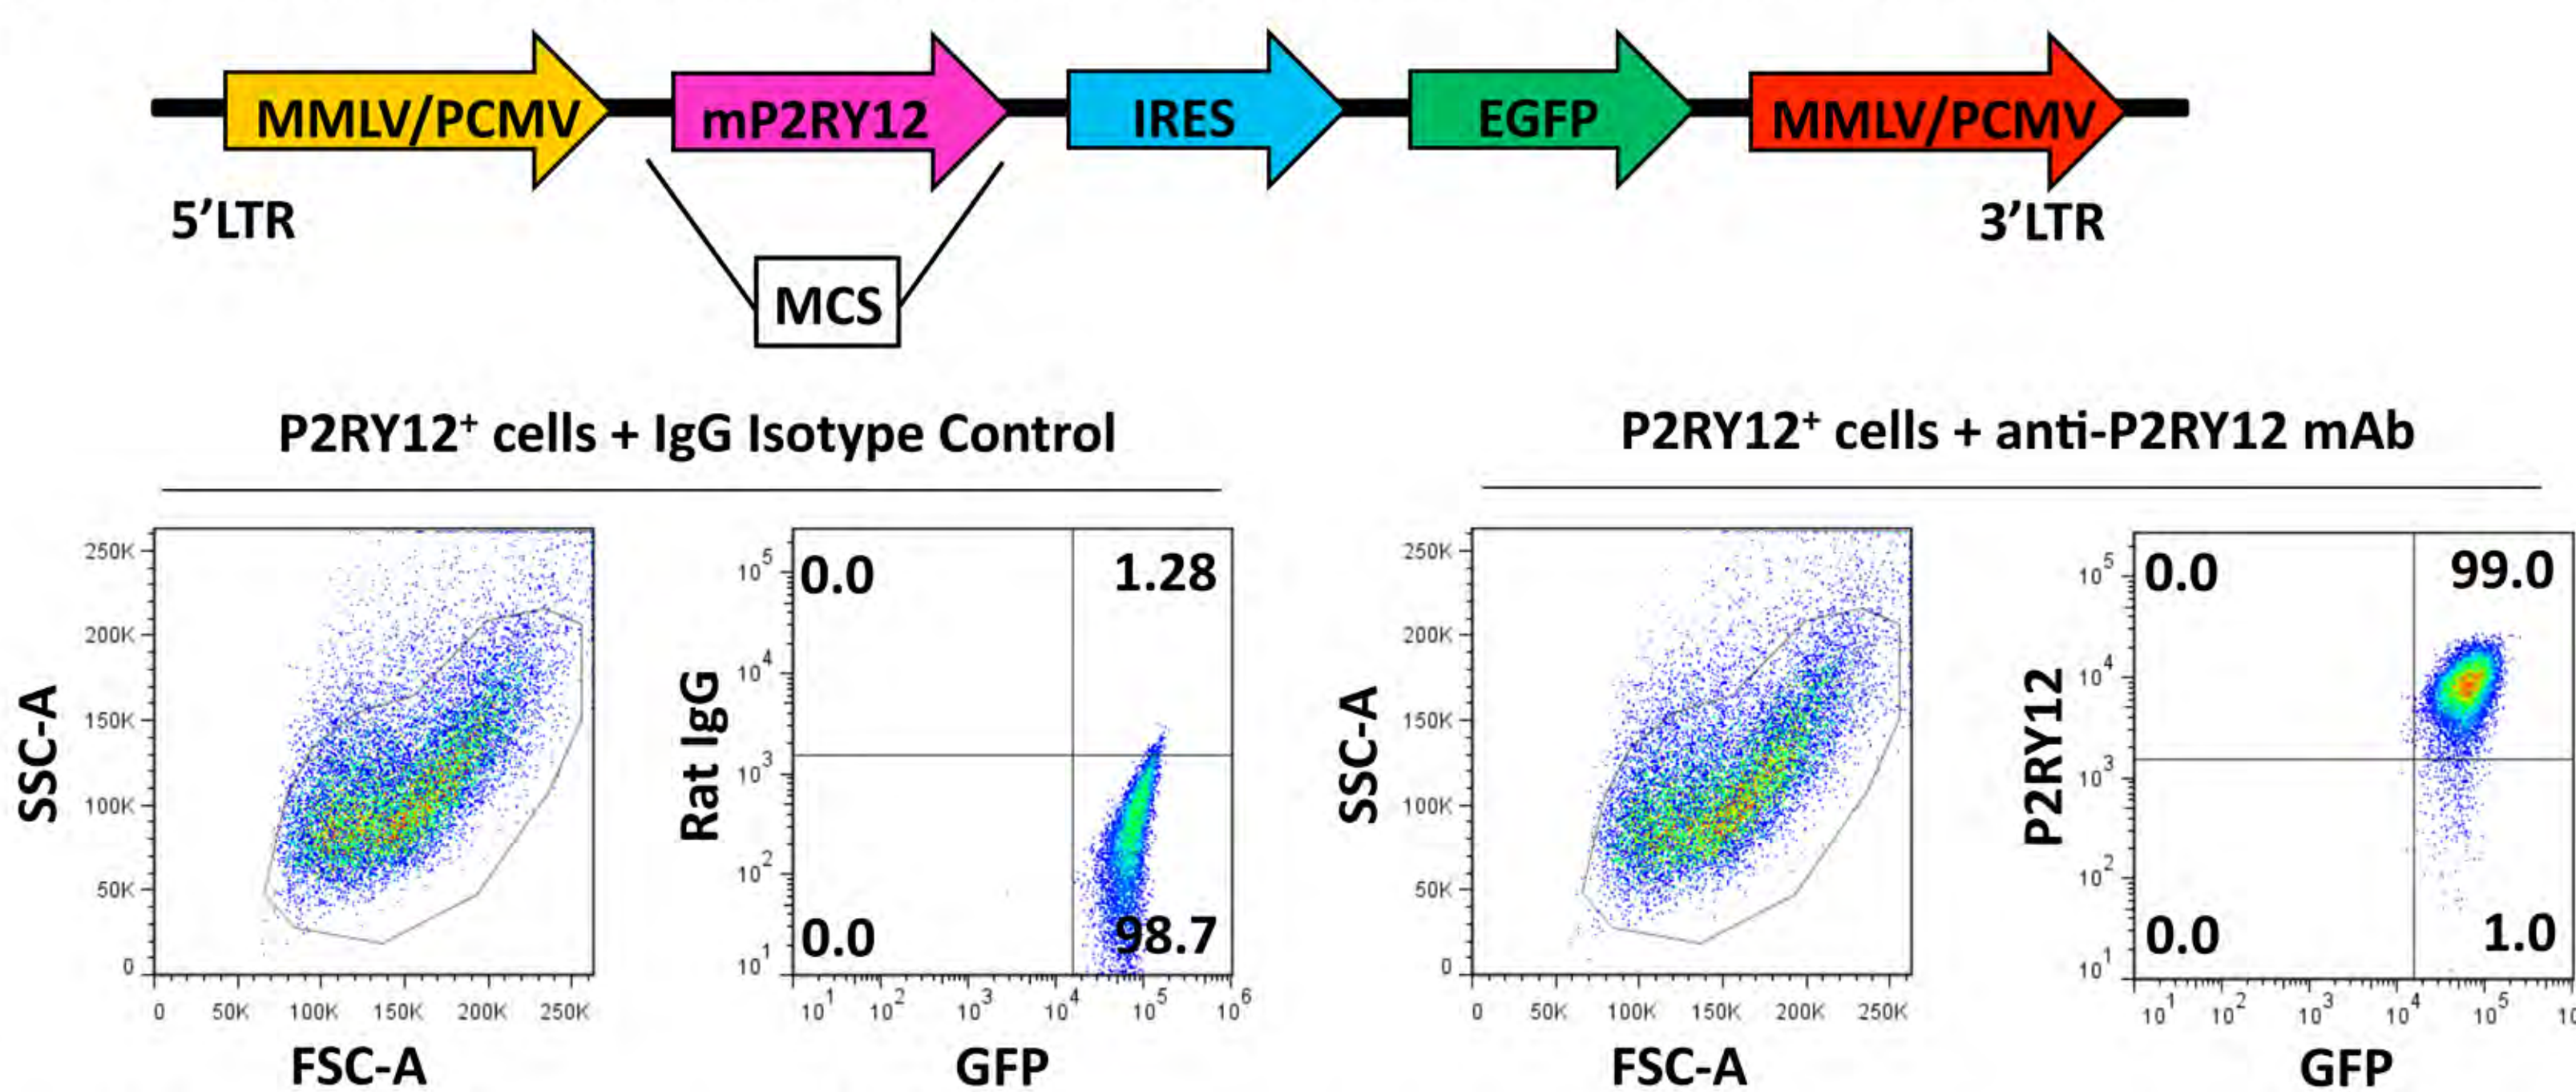 MMLV/PCMV mP2RY12 IRES EGFP MMLV/PCMV
5'LTR 3'LTR
MCS
P2RY12⁺ cells + IgG Isotype Control
SSC-A
250K
200K
150K
100K
50K
0
0 50K 100K 150K 200K 250K
FSC-A
Rat IgG
10⁵
10⁴
10³
10²
10¹
0.0 1.28
0.0 98.7
10¹ 10² 10³ 10⁴ 10⁵ 10⁶
GFP
P2RY12⁺ cells + anti-P2RY12 mAb
SSC-A
250K
200K
150K
100K
50K
0
0 50K 100K 150K 200K 250K
FSC-A
P2RY12
10⁵
10⁴
10³
10²
10¹
0.0 99.0
0.0 1.0
10¹ 10² 10³ 10⁴ 10⁵
GFP